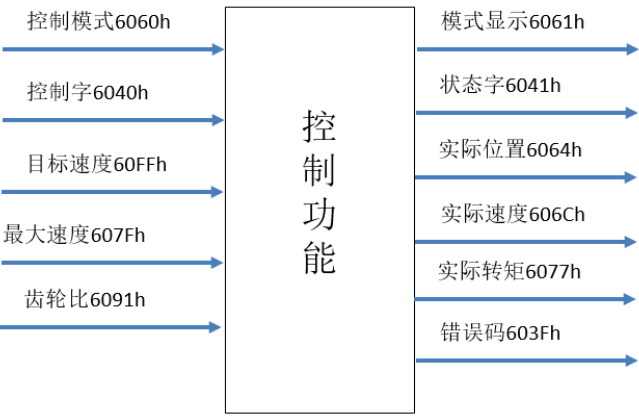 控制模式6060h
控制字6040h
目标速度60FFh
最大速度607Fh
齿轮比6091h
控制功能
模式显示6061h
状态字6041h
实际位置6064h
实际速度606Ch
实际转矩6077h
错误码603Fh